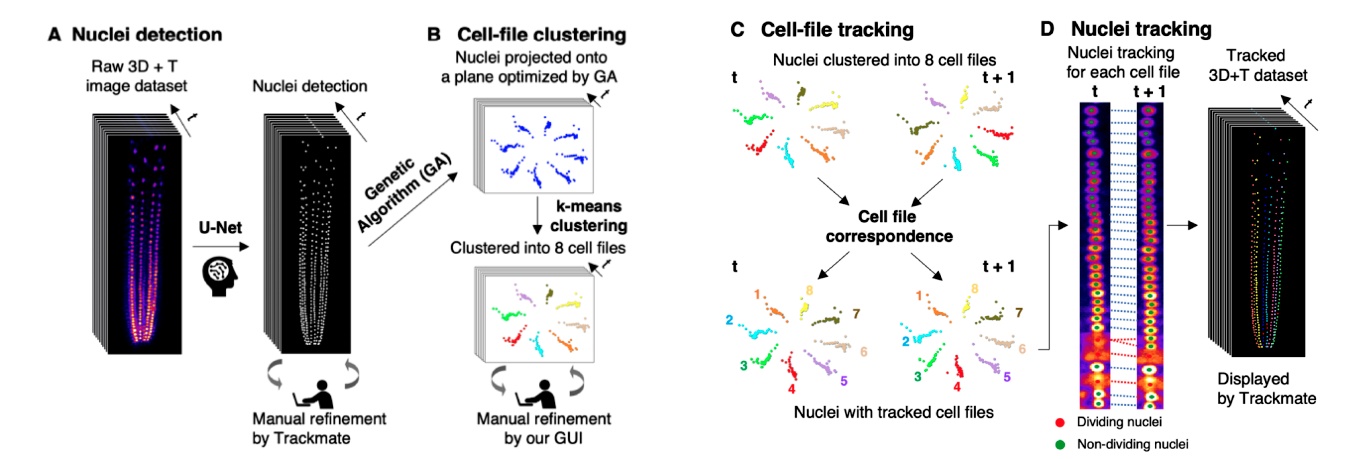 A Nuclei detection
Raw 3D + T
image dataset
t
U-Net
Nuclei detection
t
Manual refinement
by Trackmate
Genetic
Algorithm (GA)
B Cell-file clustering
Nuclei projected onto
a plane optimized by GA
t
k-means
clustering
Clustered into 8 cell files
t
Manual refinement
by our GUI
C Cell-file tracking
Nuclei clustered into 8 cell files
t
t + 1
Cell file
correspondence
t
t + 1
1
2
3
4
5
6
7
8
1
2
3
4
5
6
7
8
Nuclei with tracked cell files
D Nuclei tracking
Nuclei tracking
for each cell file
t
t + 1
Dividing nuclei
Non-dividing nuclei
Tracked
3D+T dataset
t
Displayed
by Trackmate